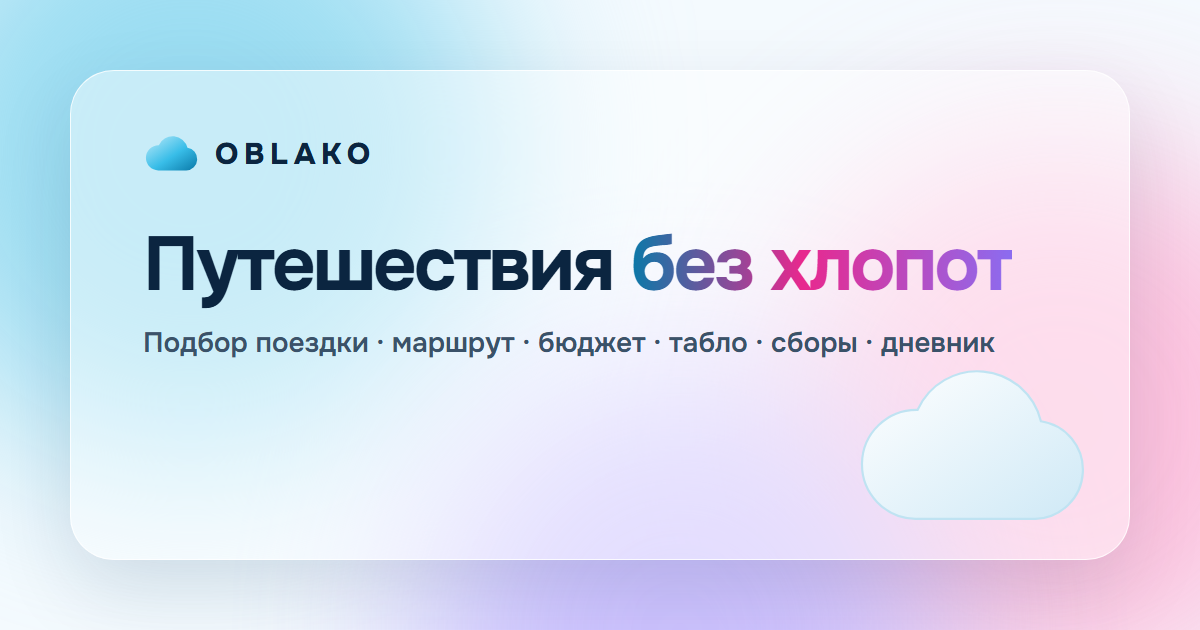 OBLAKO
Путешествия без хлопот
Подбор поездки · маршрут · бюджет · табло · сборы · дневник